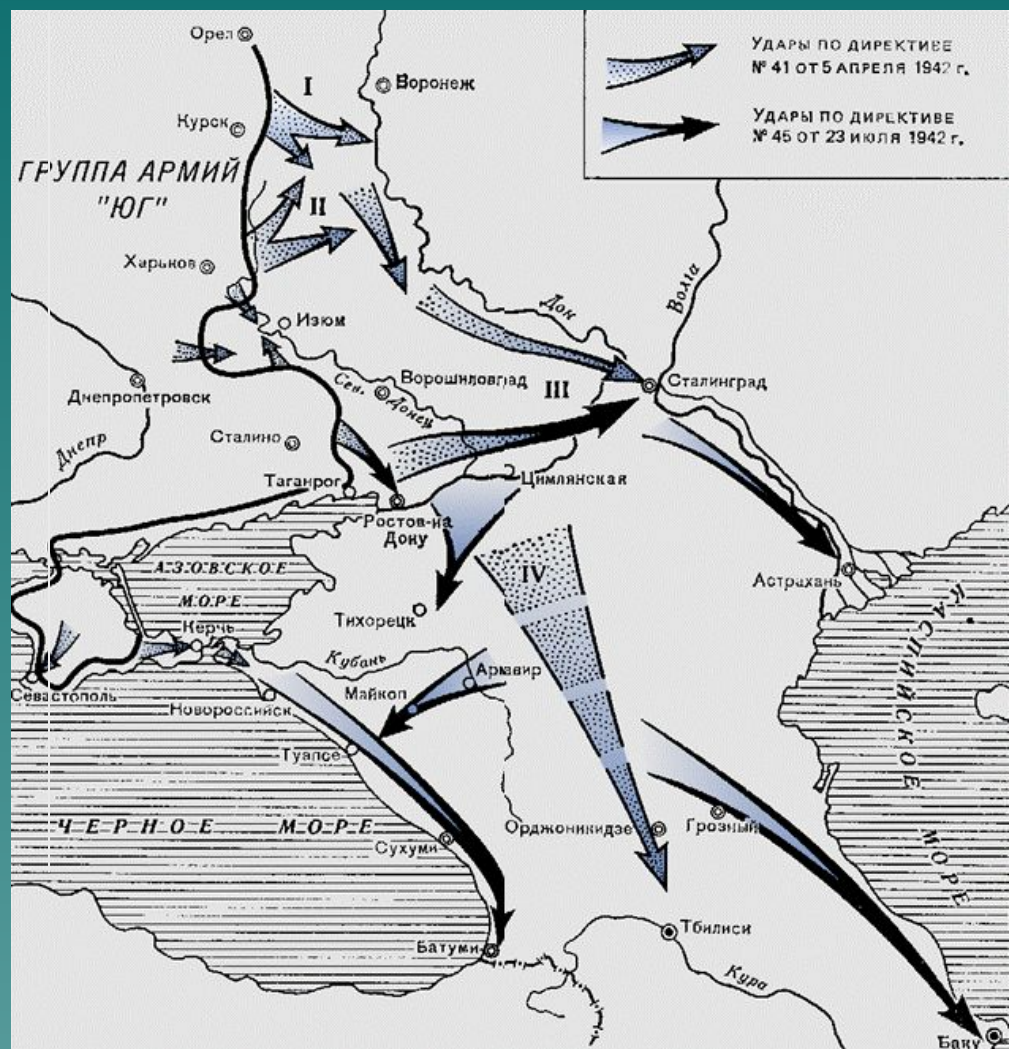 Орел
I
Воронеж
Курск
ГРУППА АРМИЙ
"ЮГ"
УДАРЫ ПО ДИРЕКТИВЕ
№ 41 ОТ 5 АПРЕЛЯ 1942 г.
УДАРЫ ПО ДИРЕКТИВЕ
№ 45 ОТ 23 ИЮЛЯ 1942 г.
II
Харьков
Изюм
Дон
Волга
Днепропетровск
Днепр
Сев. Донец
Ворошиловград
III
Сталинград
Сталино
Таганрог
Ростов-на
Дону
Цимлянская
АЗОВСКОЕ
МОРЕ
Керчь
Тихорецк
IV
Астрахань
Севастополь
Новороссийск
Кубань
Майкоп
Армавир
Туапсе
ЧЕРНОЕ МОРЕ
Сухуми
Орджоникидзе
Грозный
КАСПИЙСКОЕ МОРЕ
Батуми
Тбилиси
Кура
Баку